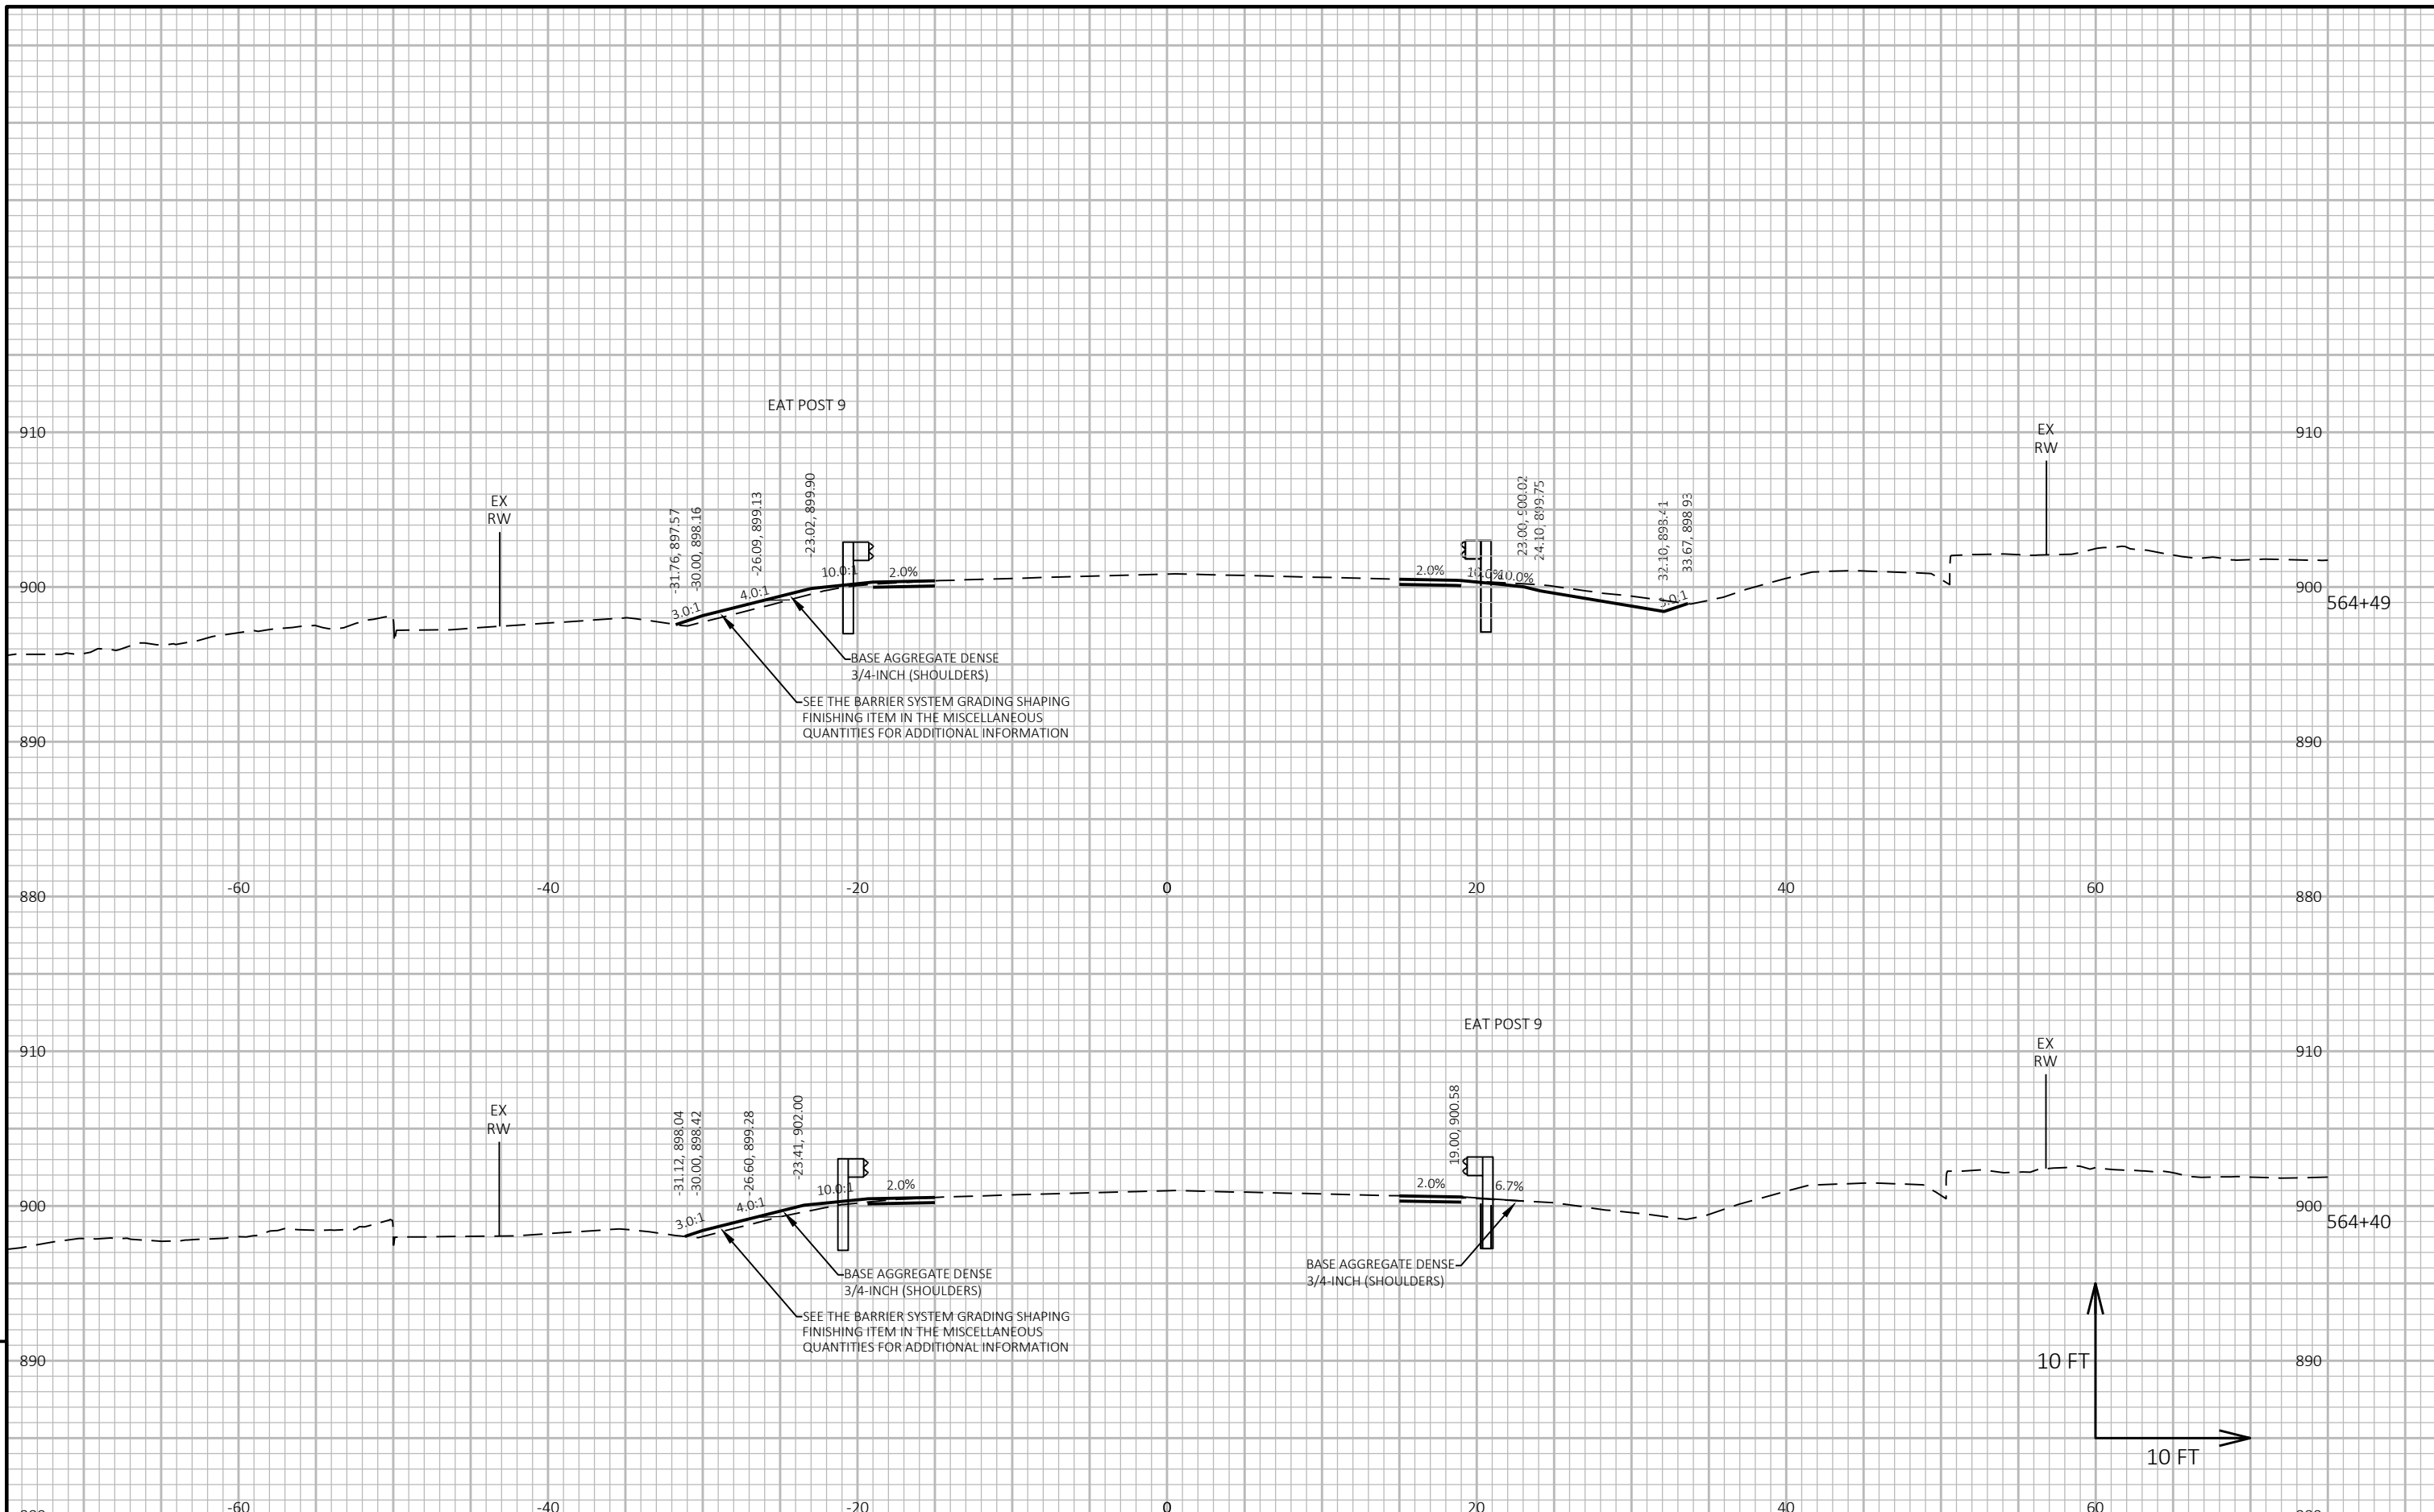 EAT POST 9
910
910
EX
RW
EX
RW
-31.76, 897.57
-30.00, 898.16
-26.09, 899.13
-23.02, 899.90
23.00, 900.02
24.10, 899.75
32.10, 898.41
33.67, 898.93
3.0:1
4.0:1
10.0:1
2.0%
2.0%
10.0%
10.0%
3.0:1
900
900
564+49
BASE AGGREGATE DENSE
3/4-INCH (SHOULDERS)
SEE THE BARRIER SYSTEM GRADING SHAPING
FINISHING ITEM IN THE MISCELLANEOUS
QUANTITIES FOR ADDITIONAL INFORMATION
890
890
-60
-40
-20
0
20
40
60
880
880
EAT POST 9
910
910
EX
RW
EX
RW
-31.12, 898.04
-30.00, 898.42
-26.60, 899.28
-23.41, 902.00
19.00, 900.58
3.0:1
4.0:1
10.0:1
2.0%
2.0%
6.7%
900
900
564+40
BASE AGGREGATE DENSE
3/4-INCH (SHOULDERS)
BASE AGGREGATE DENSE
3/4-INCH (SHOULDERS)
SEE THE BARRIER SYSTEM GRADING SHAPING
FINISHING ITEM IN THE MISCELLANEOUS
QUANTITIES FOR ADDITIONAL INFORMATION
890
890
10 FT
10 FT
-60
-40
-20
0
20
40
60